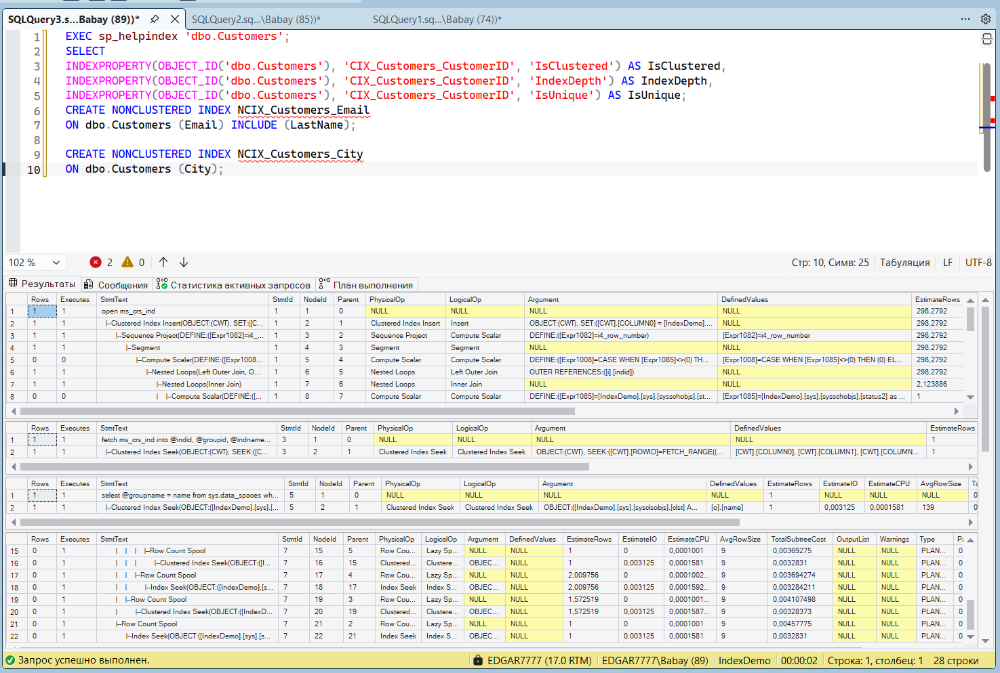 SQLQuery3.s...Babay (89))* SQLQuery2.sq...\Babay (85))* SQLQuery1.sq...\Babay (74))*
1 EXEC sp_helpindex 'dbo.Customers';
2 SELECT
3 INDEXPROPERTY(OBJECT_ID('dbo.Customers'), 'CIX_Customers_CustomerID', 'IsClustered') AS IsClustered,
4 INDEXPROPERTY(OBJECT_ID('dbo.Customers'), 'CIX_Customers_CustomerID', 'IndexDepth') AS IndexDepth,
5 INDEXPROPERTY(OBJECT_ID('dbo.Customers'), 'CIX_Customers_CustomerID', 'IsUnique') AS IsUnique;
6 CREATE NONCLUSTERED INDEX NCIX_Customers_Email
7 ON dbo.Customers (Email) INCLUDE (LastName);
8
9 CREATE NONCLUSTERED INDEX NCIX_Customers_City
10 ON dbo.Customers (City);
102 % 2 0 Стр: 10, Симв: 25 Табуляция LF UTF-8
Результаты Сообщения Статистика активных запросов План выполнения
Rows Executes StmtText StmtId NodeId Parent PhysicalOp LogicalOp Argument DefinedValues EstimateRows
1 1 1 open ms_crs_ind 1 1 0 NULL NULL NULL NULL 298,2792
2 1 1 |--Clustered Index Insert(OBJECT:(CWT), SET:([C... 1 2 1 Clustered Index Insert Insert OBJECT:(CWT), SET:([CWT].[COLUMN0] = [IndexDemo].... NULL 298,2792
3 1 1 |--Sequence Project(DEFINE:([Expr1082]=i4_... 1 3 2 Sequence Project Compute Scalar DEFINE:([Expr1082]=i4_row_number) [Expr1082]=i4_row_number 298,2792
4 1 1 |--Segment 1 4 3 Segment Segment NULL NULL 298,2792
5 0 0 |--Compute Scalar(DEFINE:([Expr1008... 1 5 4 Compute Scalar Compute Scalar DEFINE:([Expr1008]=CASE WHEN [Expr1085]<>(0) TH... [Expr1008]=CASE WHEN [Expr1085]<>(0) THEN (0) EL... 298,2792
6 1 1 |--Nested Loops(Left Outer Join, O... 1 6 5 Nested Loops Left Outer Join OUTER REFERENCES:([i].[indid]) NULL 298,2792
7 1 1 |--Nested Loops(Inner Join) 1 7 6 Nested Loops Inner Join NULL NULL 2,123886
8 0 0 | |--Compute Scalar(DEFINE:([... 1 8 7 Compute Scalar Compute Scalar DEFINE:([Expr1085]=[IndexDemo].[sys].[sysschobjs].[st... [Expr1085]=[IndexDemo].[sys].[sysschobjs].[status2] as ... 1
Rows Executes StmtText StmtId NodeId Parent PhysicalOp LogicalOp Argument DefinedValues EstimateRows
1 1 1 fetch ms_crs_ind into @indid, @groupid, @indname... 3 1 0 NULL NULL NULL NULL 1
2 1 1 |--Clustered Index Seek(OBJECT:(CWT), SEEK:([C... 3 2 1 Clustered Index Seek Clustered Index Seek OBJECT:(CWT), SEEK:([CWT].[ROWID]=FETCH_RANGE((... [CWT].[COLUMN0], [CWT].[COLUMN1], [CWT].[COLUMN... 1
Rows Executes StmtText StmtId NodeId Parent PhysicalOp LogicalOp Argument DefinedValues EstimateRows EstimateIO EstimateCPU AvgRowSize
1 1 1 select @groupname = name from sys.data_spaces wh... 5 1 0 NULL NULL NULL NULL 1 NULL NULL NULL 0
2 1 1 |--Clustered Index Seek(OBJECT:([IndexDemo].[sys].[... 5 2 1 Clustered Index Seek Clustered Index Seek OBJECT:([IndexDemo].[sys].[sysclsobjs].[clst] A... [o].[name] 1 0,003125 0,0001581 139 0
Rows Executes StmtText StmtId NodeId Parent PhysicalOp LogicalOp Argument DefinedValues EstimateRows EstimateIO EstimateCPU AvgRowSize TotalSubtreeCost OutputList Warnings Type
15 0 1 | | | |--Row Count Spool 7 15 5 Row Cou... Lazy Sp... NULL NULL 1 0 0,0001001 9 0,00369275 NULL NULL PLAN... 0
16 0 1 | | | |--Clustered Index Seek(OBJECT:([I... 7 16 15 Clustered... Clustere... OBJEC... NULL 1 0,003125 0,0001581 9 0,0032831 NULL NULL PLAN... 0
17 0 1 | | |--Row Count Spool 7 17 4 Row Cou... Lazy Sp... NULL NULL 2,009756 0 0,0001002... 9 0,003694274 NULL NULL PLAN... 0
18 0 1 | | |--Index Seek(OBJECT:([IndexDemo].[s... 7 18 17 Index Seek Index S... OBJEC... NULL 2,009756 0,003125 0,0001592... 9 0,003284211 NULL NULL PLAN... 0
19 0 1 | |--Row Count Spool 7 19 3 Row Cou... Lazy Sp... NULL NULL 1,572519 0 0,0001001... 9 0,004107498 NULL NULL PLAN... 0
20 0 1 | |--Clustered Index Seek(OBJECT:([IndexD... 7 20 19 Clustered... Clustere... OBJEC... NULL 1,572519 0,003125 0,0001587... 9 0,00328373 NULL NULL PLAN... 0
21 0 1 |--Row Count Spool 7 21 2 Row Cou... Lazy Sp... NULL NULL 1 0 0,0001001 9 0,00457775 NULL NULL PLAN... 0
22 0 1 |--Index Seek(OBJECT:([IndexDemo].[sys].[s... 7 22 21 Index Seek Index S... OBJEC... NULL 1 0,003125 0,0001581 9 0,0032831 NULL NULL PLAN... 0
Запрос успешно выполнен. EDGAR7777 (17.0 RTM) EDGAR7777\Babay (89) IndexDemo 00:00:02 Строка: 1, столбец: 1 28 строки